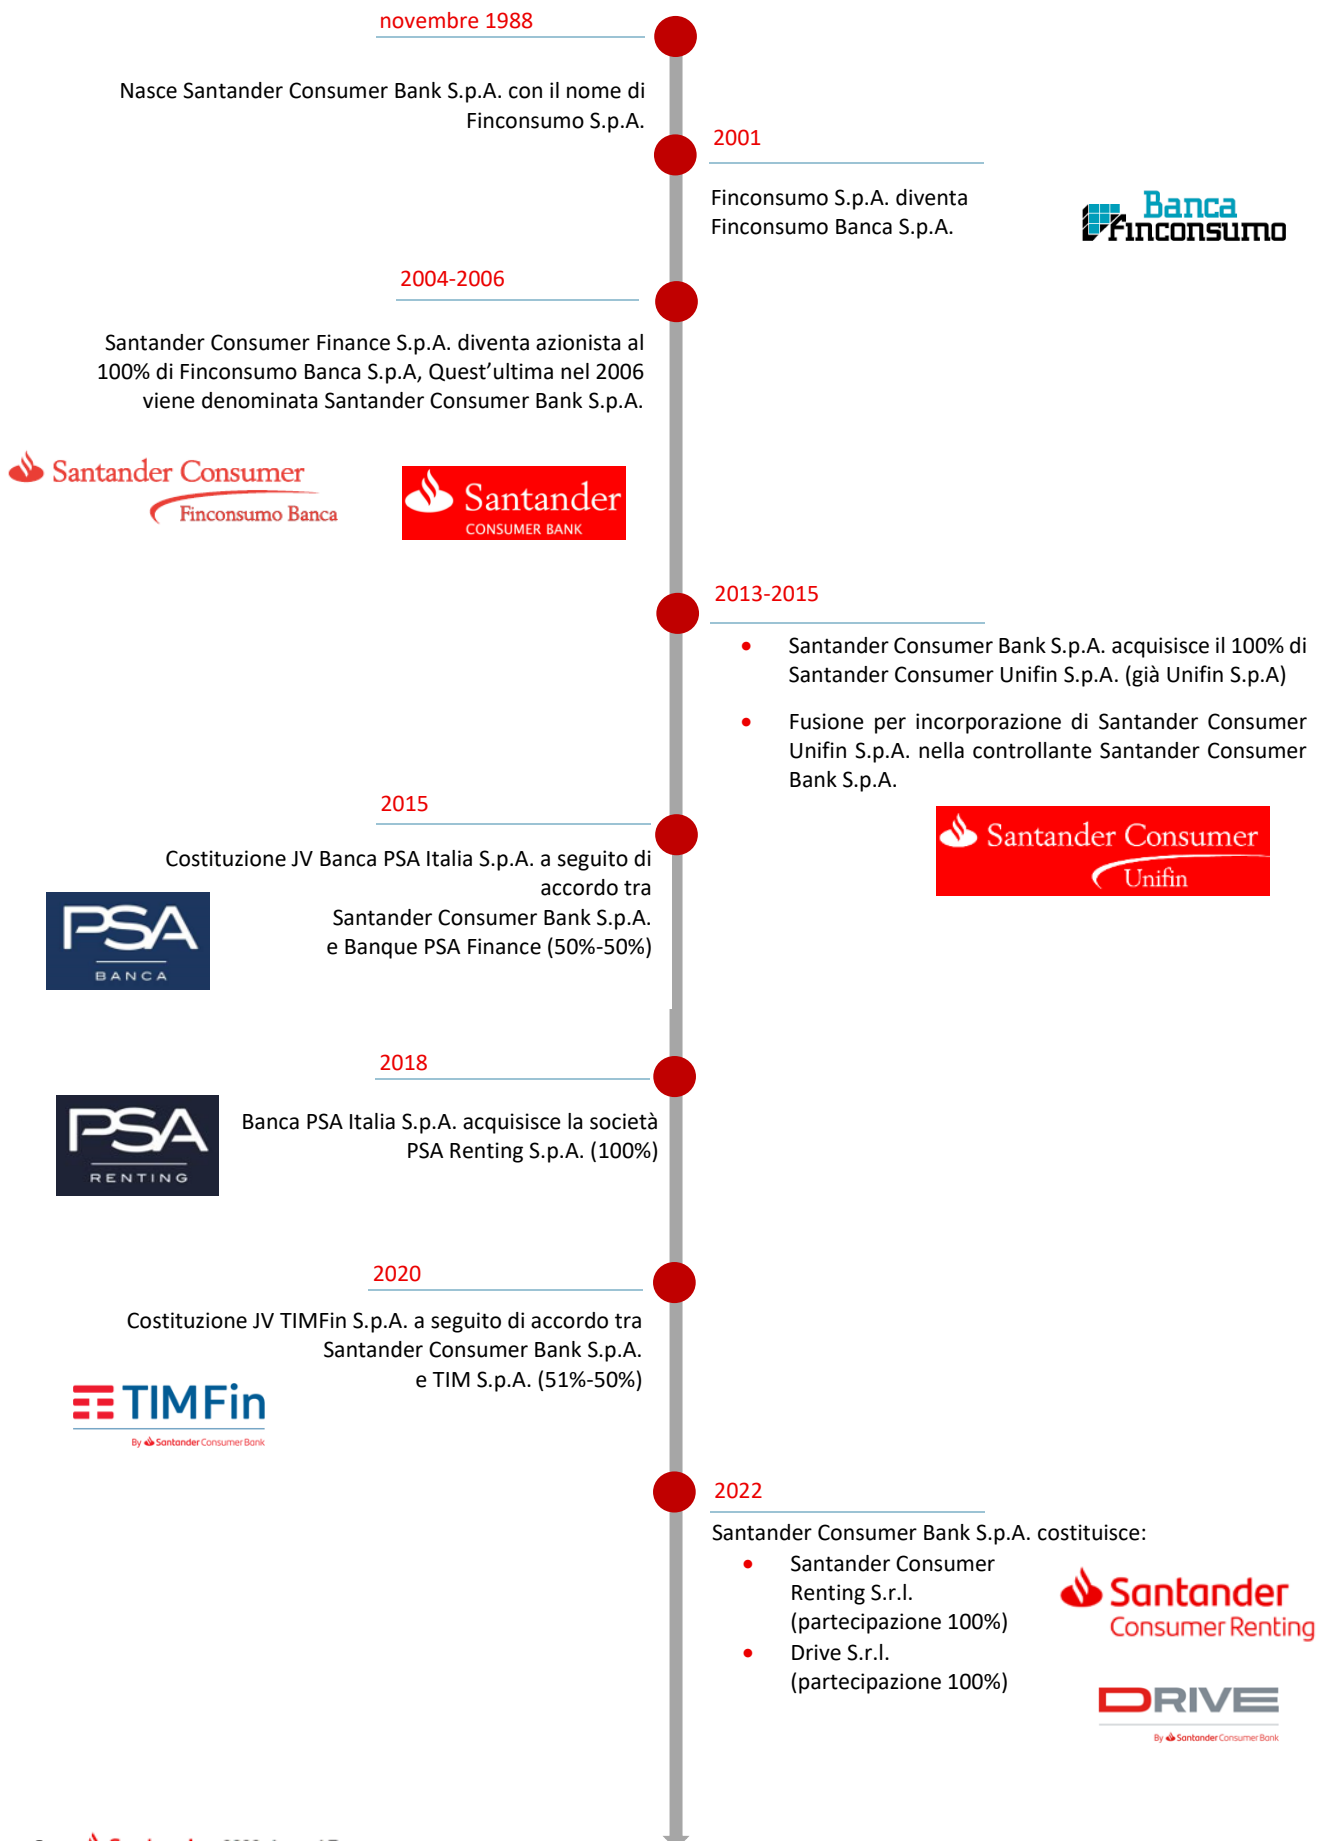 novembre 1988
Nasce Santander Consumer Bank S.p.A. con il nome di
Finconsumo S.p.A.
2001
Finconsumo S.p.A. diventa
Finconsumo Banca S.p.A.
Banca
Finconsumo
2004-2006
Santander Consumer Finance S.p.A. diventa azionista al
100% di Finconsumo Banca S.p.A, Quest’ultima nel 2006
viene denominata Santander Consumer Bank S.p.A.
Santander Consumer
Finconsumo Banca
Santander
CONSUMER BANK
2013-2015
• Santander Consumer Bank S.p.A. acquisisce il 100% di
Santander Consumer Unifin S.p.A. (già Unifin S.p.A)
• Fusione per incorporazione di Santander Consumer
Unifin S.p.A. nella controllante Santander Consumer
Bank S.p.A.
Santander Consumer
Unifin
2015
Costituzione JV Banca PSA Italia S.p.A. a seguito di
accordo tra
Santander Consumer Bank S.p.A.
e Banque PSA Finance (50%-50%)
PSA
BANCA
2018
Banca PSA Italia S.p.A. acquisisce la società
PSA Renting S.p.A. (100%)
PSA
RENTING
2020
Costituzione JV TIMFin S.p.A. a seguito di accordo tra
Santander Consumer Bank S.p.A.
e TIM S.p.A. (51%-50%)
TIMFin
By Santander Consumer Bank
2022
Santander Consumer Bank S.p.A. costituisce:
• Santander Consumer
Renting S.r.l.
(partecipazione 100%)
• Drive S.r.l.
(partecipazione 100%)
Santander
Consumer Renting
DRIVE
By Santander Consumer Bank